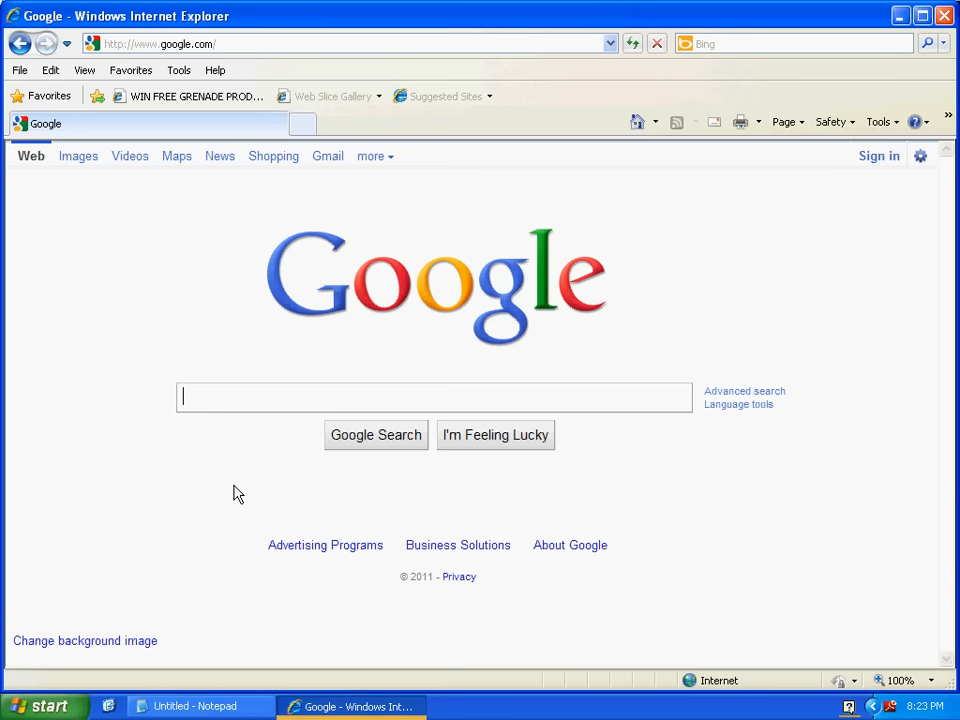 Google - Windows Internet Explorer
http://www.google.com/
Bing
File Edit View Favorites Tools Help
Favorites WIN FREE GRENADE PROD... Web Slice Gallery Suggested Sites
Google
Page Safety Tools
Web Images Videos Maps News Shopping Gmail more
Sign in
Google
Advanced search
Language tools
Google Search I'm Feeling Lucky
Advertising Programs Business Solutions About Google
© 2011 - Privacy
Change background image
Internet 100%
start Untitled - Notepad Google - Windows Int... 8:23 PM